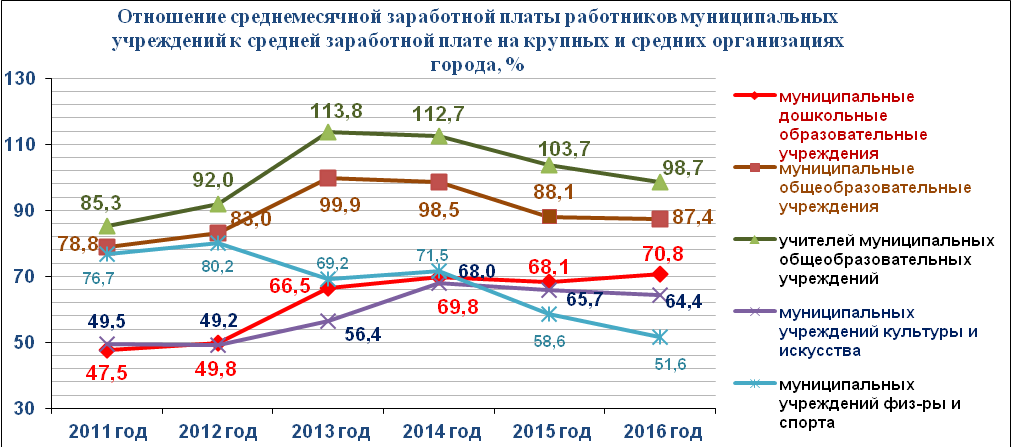 Отношение среднемесячной заработной платы работников муниципальных
учреждений к средней заработной плате на крупных и средних организациях
города, %
130
110
90
70
50
30
113,8
112,7
103,7
98,7
92,0
85,3
83,0
99,9
98,5
88,1
87,4
78,8
76,7
80,2
69,2
71,5
58,6
51,6
66,5
69,8
68,1
70,8
47,5
49,8
49,5
49,2
56,4
68,0
65,7
64,4
2011 год
2012 год
2013 год
2014 год
2015 год
2016 год
муниципальные
дошкольные
образовательные
учреждения
муниципальные
общеобразовательные
учреждения
учителей муниципальных
общеобразовательных
учреждений
муниципальных
учреждений культуры и
искусства
муниципальных
учреждений физ-ры и
спорта